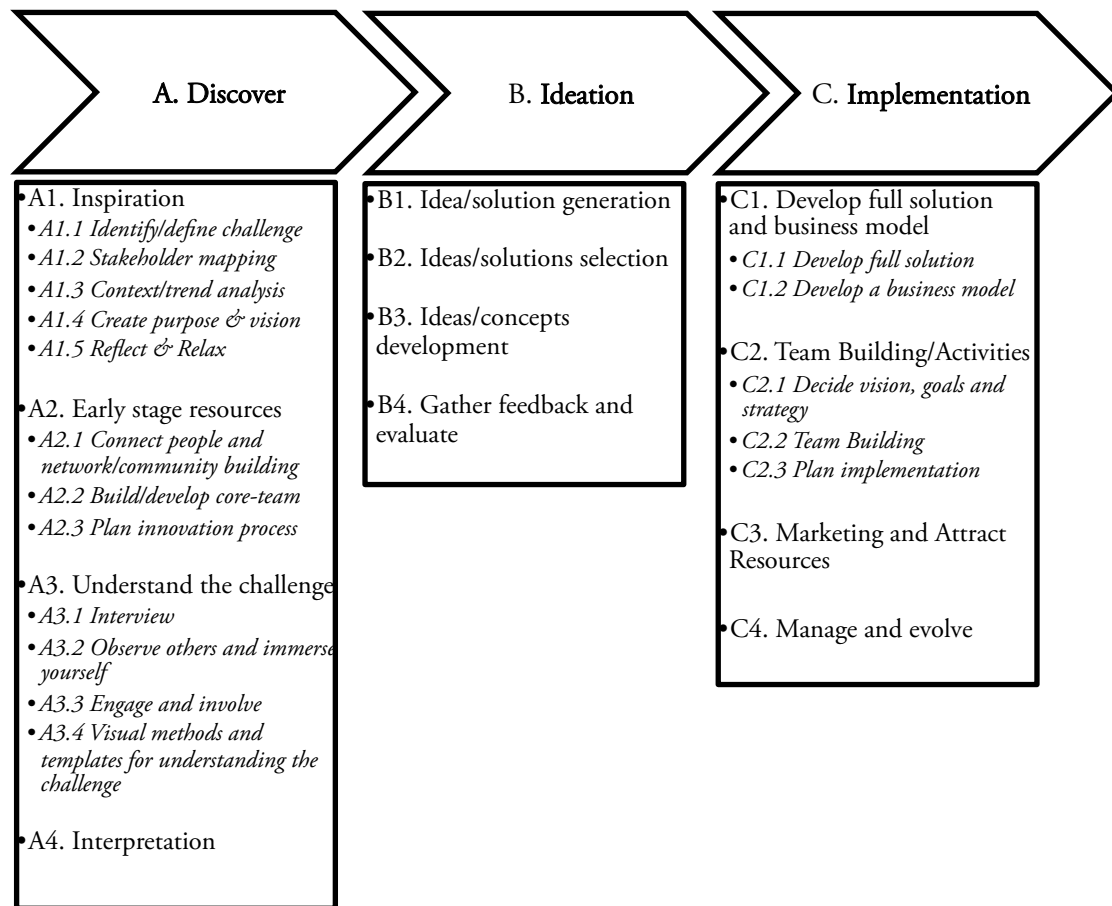 A. Discover
B. Ideation
C. Implementation
•A1. Inspiration
•A1.1 Identify/define challenge
•A1.2 Stakeholder mapping
•A1.3 Context/trend analysis
•A1.4 Create purpose & vision
•A1.5 Reflect & Relax
•A2. Early stage resources
•A2.1 Connect people and
network/community building
•A2.2 Build/develop core-team
•A2.3 Plan innovation process
•A3. Understand the challenge
•A3.1 Interview
•A3.2 Observe others and immerse
yourself
•A3.3 Engage and involve
•A3.4 Visual methods and
templates for understanding the
challenge
•A4. Interpretation
•B1. Idea/solution generation
•B2. Ideas/solutions selection
•B3. Ideas/concepts
development
•B4. Gather feedback and
evaluate
•C1. Develop full solution
and business model
•C1.1 Develop full solution
•C1.2 Develop a business model
•C2. Team Building/Activities
•C2.1 Decide vision, goals and
strategy
•C2.2 Team Building
•C2.3 Plan implementation
•C3. Marketing and Attract
Resources
•C4. Manage and evolve